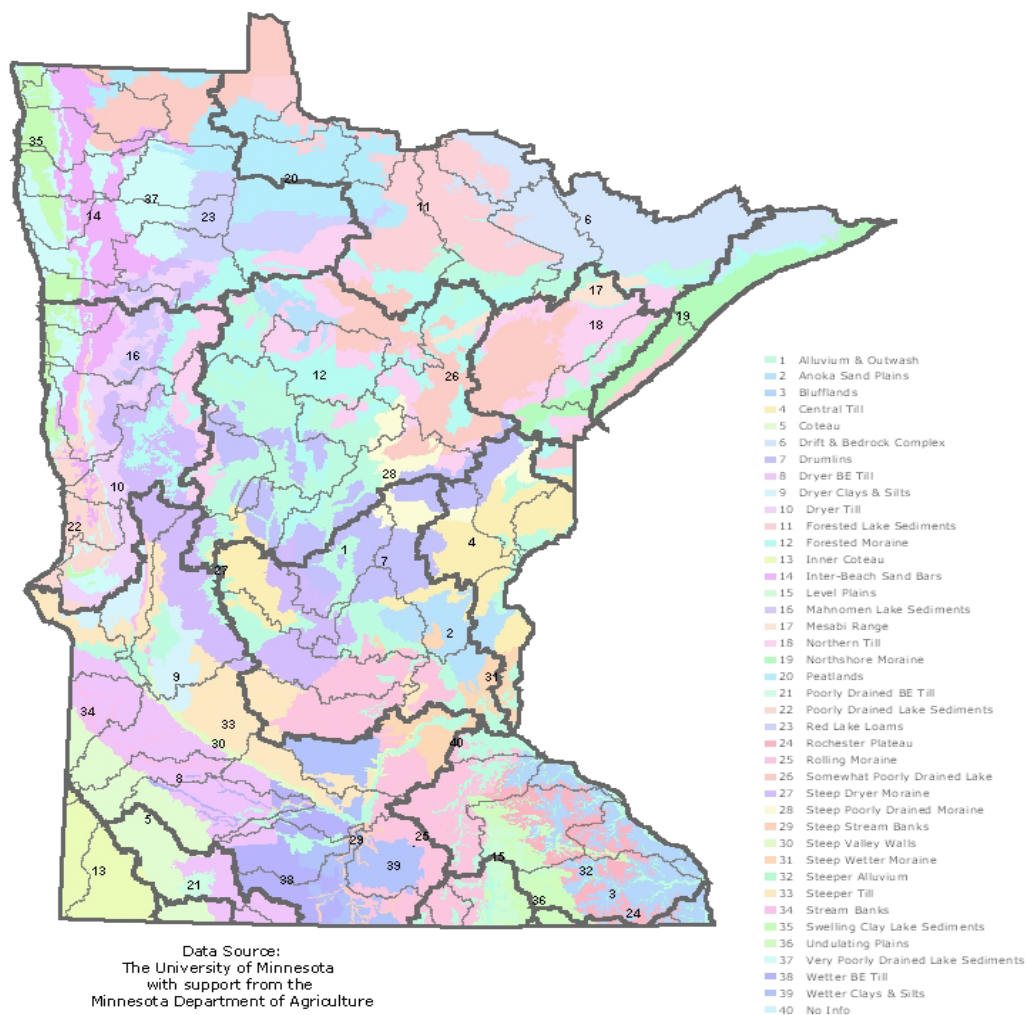 35
20
37
14
23
11
6
17
19
18
16
12
26
28
10
22
4
1
7
27
2
9
31
34
33
30
40
8
5
25
29
15
13
39
32
21
38
3
36
24
1 Alluvium & Outwash
2 Anoka Sand Plains
3 Blufflands
4 Central Till
5 Coteau
6 Drift & Bedrock Complex
7 Drumlins
8 Dryer BE Till
9 Dryer Clays & Silts
10 Dryer Till
11 Forested Lake Sediments
12 Forested Moraine
13 Inner Coteau
14 Inter-Beach Sand Bars
15 Level Plains
16 Mahnomen Lake Sediments
17 Mesabi Range
18 Northern Till
19 Northshore Moraine
20 Peatlands
21 Poorly Drained BE Till
22 Poorly Drained Lake Sediments
23 Red Lake Loams
24 Rochester Plateau
25 Rolling Moraine
26 Somewhat Poorly Drained Lake
27 Steep Dryer Moraine
28 Steep Poorly Drained Moraine
29 Steep Stream Banks
30 Steep Valley Walls
31 Steep Wetter Moraine
32 Steeper Alluvium
33 Steeper Till
34 Stream Banks
35 Swelling Clay Lake Sediments
36 Undulating Plains
37 Very Poorly Drained Lake Sediments
38 Wetter BE Till
39 Wetter Clays & Silts
40 No Info
Data Source:
The University of Minnesota
with support from the
Minnesota Department of Agriculture